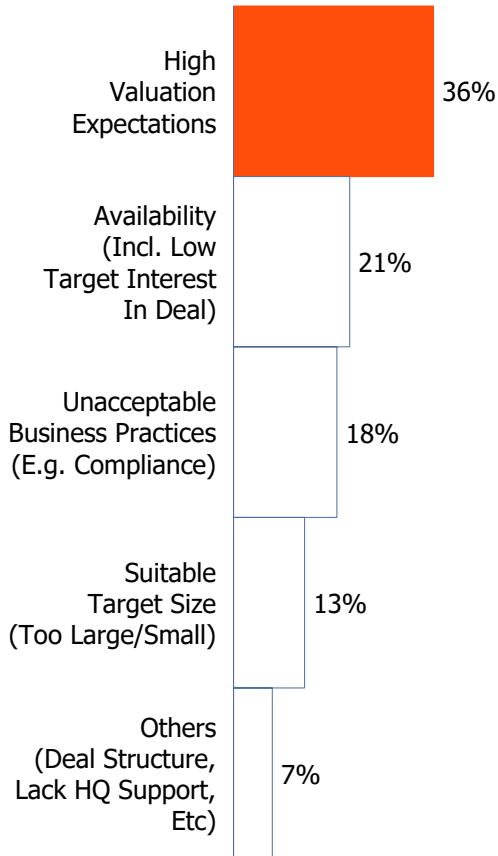 High
Valuation
Expectations
36%
Availability
(Incl. Low
Target Interest
In Deal)
21%
Unacceptable
Business Practices
(E.g. Compliance)
18%
Suitable
Target Size
(Too Large/Small)
13%
Others
(Deal Structure,
Lack HQ Support,
Etc)
7%